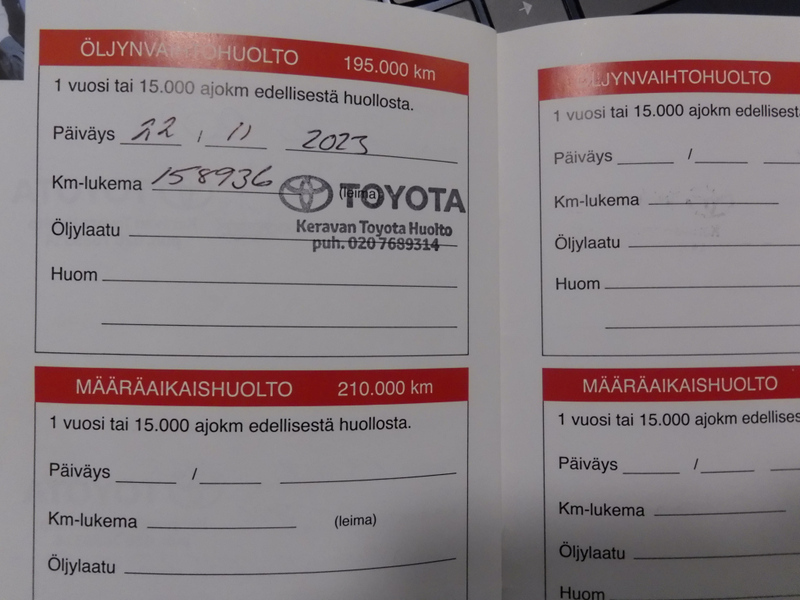 ÖLJYNVAIHTOHUOLTO 195.000 km
1 vuosi tai 15.000 ajokm edellisestä huollosta.
Päiväys 22 / 11 2023
Km-lukema 158936 (leima)
TOYOTA
Keravan Toyota Huolto
puh. 020 7689314
Öljylaatu
Huom
MÄÄRÄAIKAISHUOLTO 210.000 km
1 vuosi tai 15.000 ajokm edellisestä huollosta.
Päiväys /
Km-lukema (leima)
Öljylaatu
ÖLJYNVAIHTOHUOLTO
1 vuosi tai 15.000 ajokm edellisest
Päiväys /
Km-lukema
Öljylaatu
Huom
MÄÄRÄAIKAISHUOLTO
1 vuosi tai 15.000 ajokm edellises
Päiväys /
Km-lukema
Öljylaatu
Huom